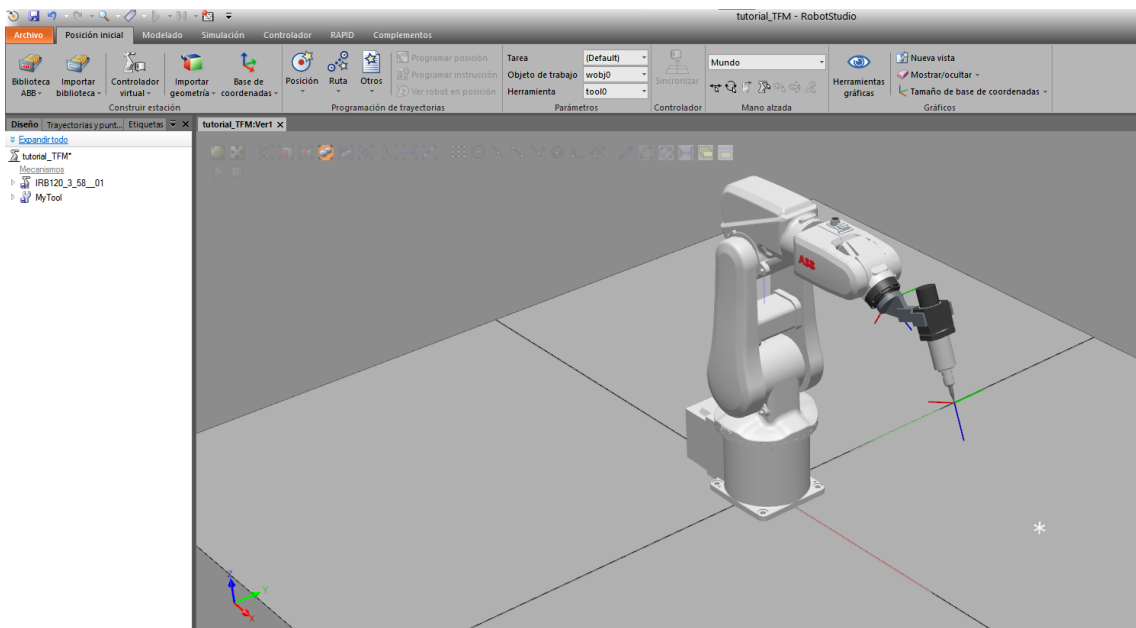 tutorial_TFM - RobotStudio
Archivo Posición inicial Modelado Simulación Controlador RAPID Complementos
Biblioteca ABB
Importar biblioteca
Controlador virtual
Importar geometría
Base de coordenadas
Construir estación
Posición
Ruta
Otros
Programar posición
Programar instrucción
Ver robot en posición
Programación de trayectorias
Tarea (Default)
Objeto de trabajo wobj0
Herramienta tool0
Parámetros
Sincronizar
Controlador
Mundo
Mano alzada
Herramientas gráficas
Nueva vista
Mostrar/ocultar
Tamaño de base de coordenadas
Gráficos
Diseño Trayectorias y punt... Etiquetas
tutorial_TFM:Ver1
Expandir todo
tutorial_TFM*
Mecanismos
IRB120_3_58__01
MyTool
ABB
Z
Y
X